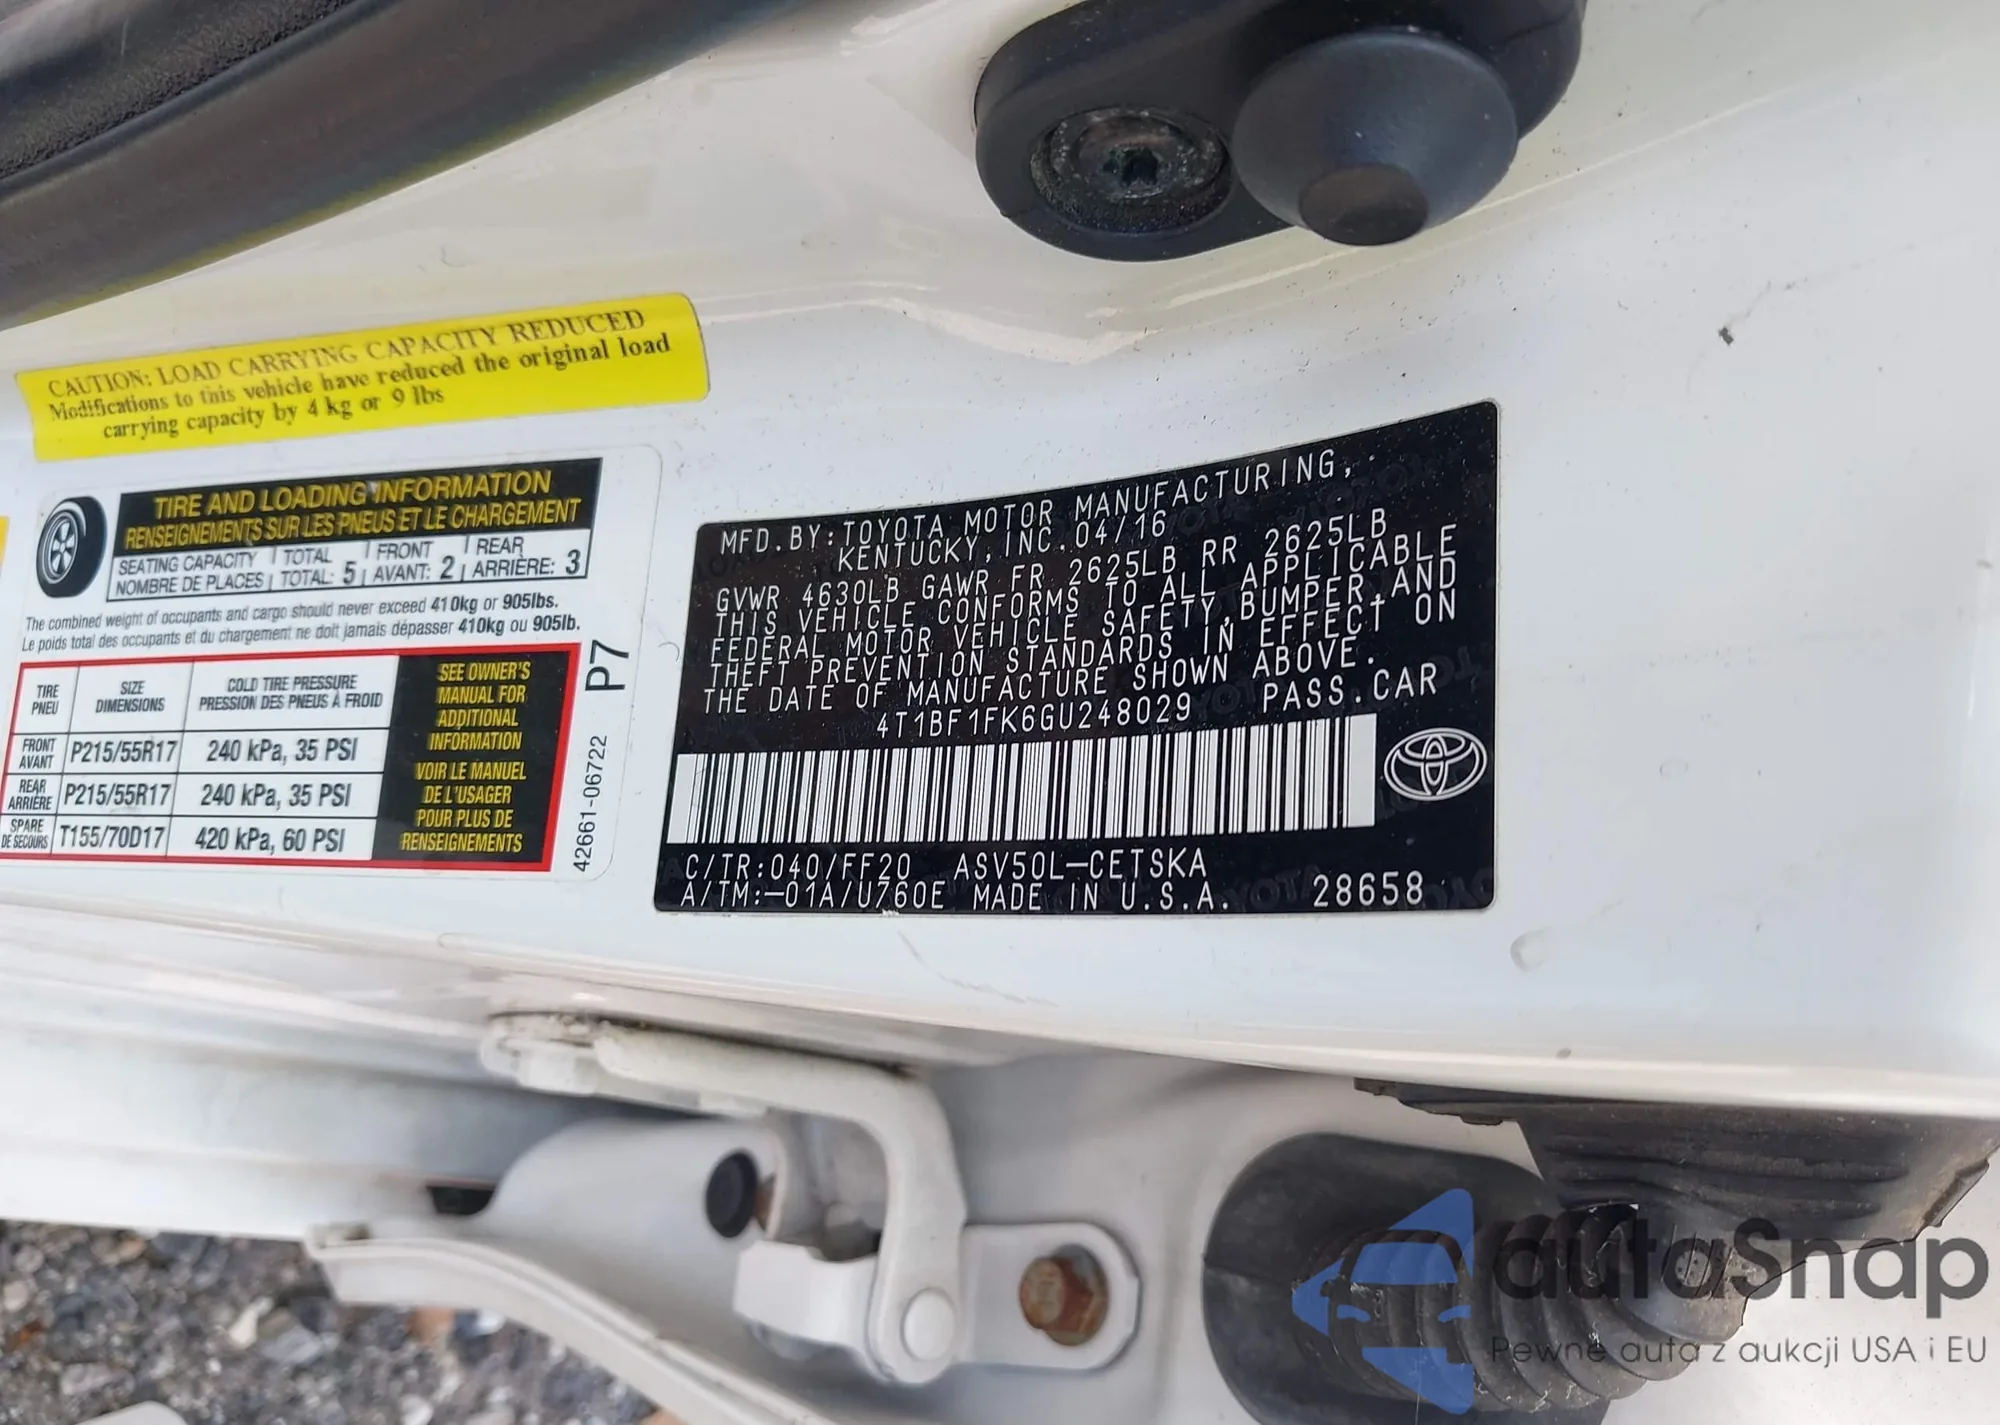 CAUTION: LOAD CARRYING CAPACITY REDUCED
Modifications to this vehicle have reduced the original load
carrying capacity by 4 kg or 9 lbs
TIRE AND LOADING INFORMATION
RENSEIGNEMENTS SUR LES PNEUS ET LE CHARGEMENT
SEATING CAPACITY | TOTAL | FRONT | REAR
NOMBRE DE PLACES | TOTAL: 5 | AVANT: 2 | ARRIÈRE: 3
The combined weight of occupants and cargo should never exceed 410kg or 905lbs.
Le poids total des occupants et du chargement ne doit jamais dépasser 410kg ou 905lb.
TIRE
PNEU
SIZE
DIMENSIONS
COLD TIRE PRESSURE
PRESSION DES PNEUS À FROID
FRONT
AVANT
P215/55R17
240 kPa, 35 PSI
REAR
ARRIÈRE
P215/55R17
240 kPa, 35 PSI
SPARE
DE SECOURS
T155/70D17
420 kPa, 60 PSI
SEE OWNER'S
MANUAL FOR
ADDITIONAL
INFORMATION
VOIR LE MANUEL
DE L'USAGER
POUR PLUS DE
RENSEIGNEMENTS
42661-06722
P7
MFD.BY:TOYOTA MOTOR MANUFACTURING,
KENTUCKY,INC.04/16
GVWR 4630LB GAWR FR 2625LB RR 2625LB
THIS VEHICLE CONFORMS TO ALL APPLICABLE
FEDERAL MOTOR VEHICLE SAFETY,BUMPER,AND
THEFT PREVENTION STANDARDS IN EFFECT ON
THE DATE OF MANUFACTURE SHOWN ABOVE.
4T1BF1FK6GU248029 PASS.CAR
C/TR:040/FF20 ASV50L-CETSKA
A/TM:-01A/U760E MADE IN U.S.A. 28658
autoSnap
Pewne auta z aukcji USA i EU